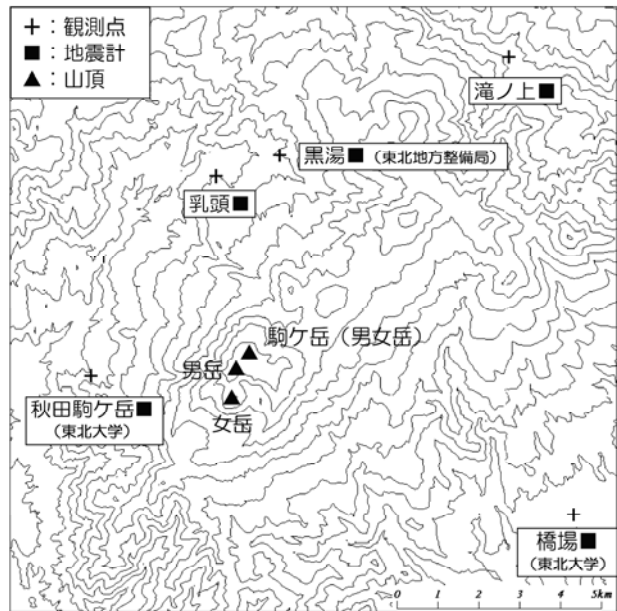 +：観測点
■：地震計
▲：山頂
滝ノ上■
黒湯■（東北地方整備局）
乳頭■
駒ケ岳（男女岳）
男岳
女岳
秋田駒ケ岳■
（東北大学）
橋場■
（東北大学）
0 1 2 3 4 5km